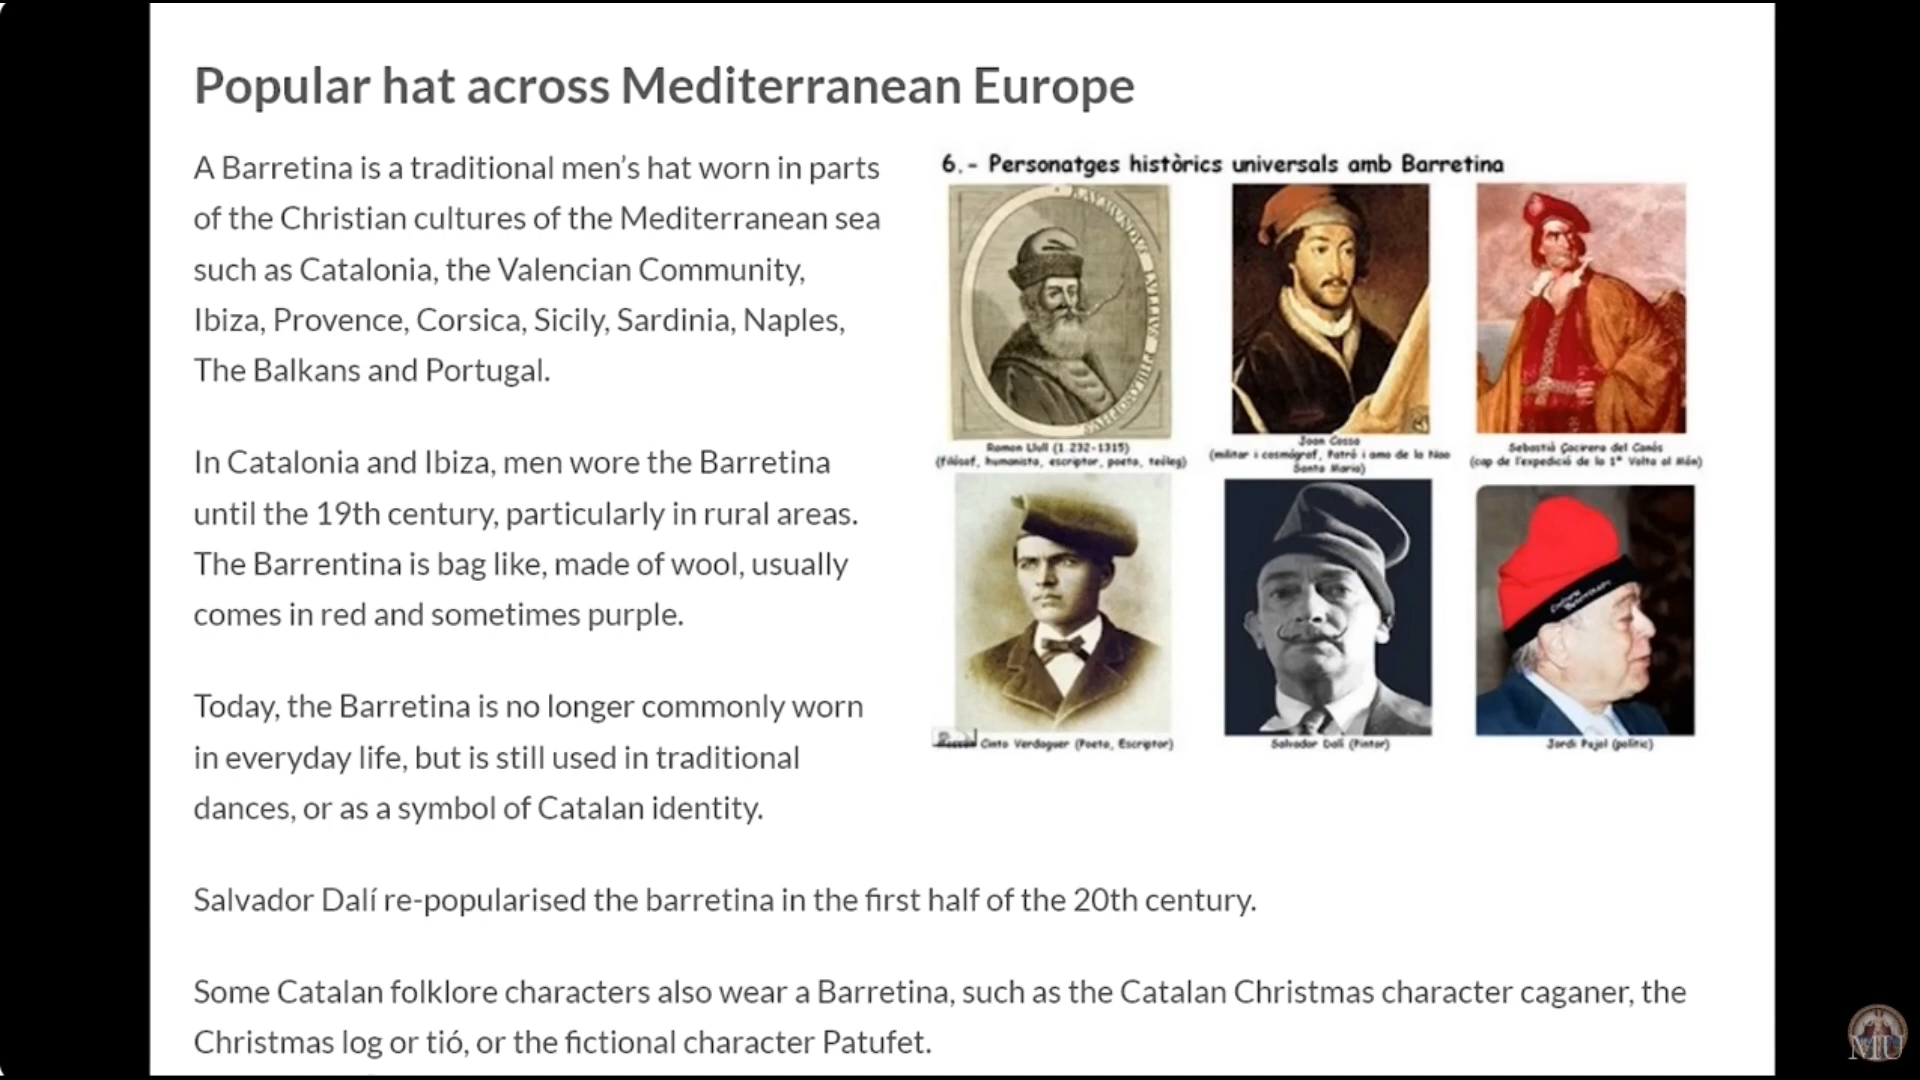 Popular hat across Mediterranean Europe
A Barretina is a traditional men's hat worn in parts
of the Christian cultures of the Mediterranean sea
such as Catalonia, the Valencian Community,
Ibiza, Provence, Corsica, Sicily, Sardinia, Naples,
The Balkans and Portugal.
In Catalonia and Ibiza, men wore the Barretina
until the 19th century, particularly in rural areas.
The Barrentina is bag like, made of wool, usually
comes in red and sometimes purple.
Today, the Barretina is no longer commonly worn
in everyday life, but is still used in traditional
dances, or as a symbol of Catalan identity.
6.- Personatges històrics universals amb Barretina
Ramon Llull (1.232-1315)
(filòsof, humanista, escriptor, poeta, teòleg)
Joan Cossa
(militar i cosmógraf, Patró i amo de la Nao
Santa Maria)
Sebastià del Canós
(cap de l'expedició de la 1ª Volta al Món)
Cinto Verdaguer (Poeta, Escriptor)
Salvador Dalí (Pintor)
Jordi Pujol (polític)
Salvador Dalí re-popularised the barretina in the first half of the 20th century.
Some Catalan folklore characters also wear a Barretina, such as the Catalan Christmas character caganer, the
Christmas log or tió, or the fictional character Patufet.
MU